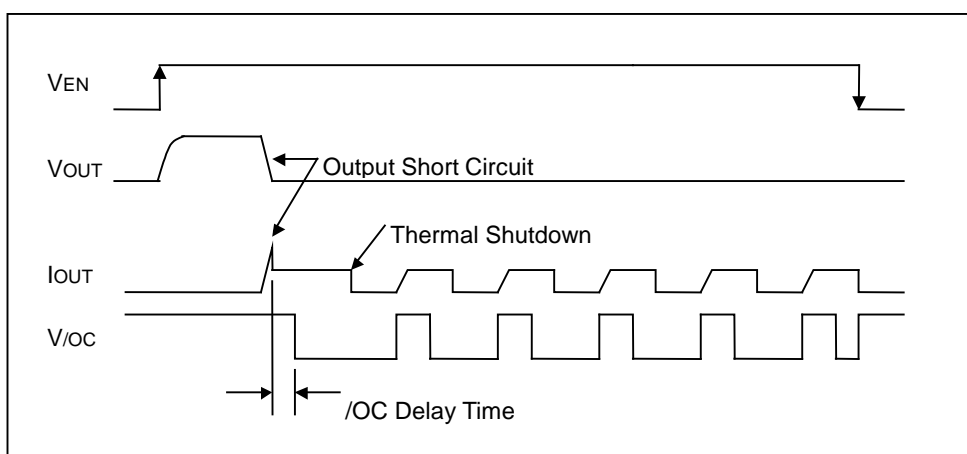 VEN
VOUT
Output Short Circuit
Thermal Shutdown
IOUT
V/OC
/OC Delay Time